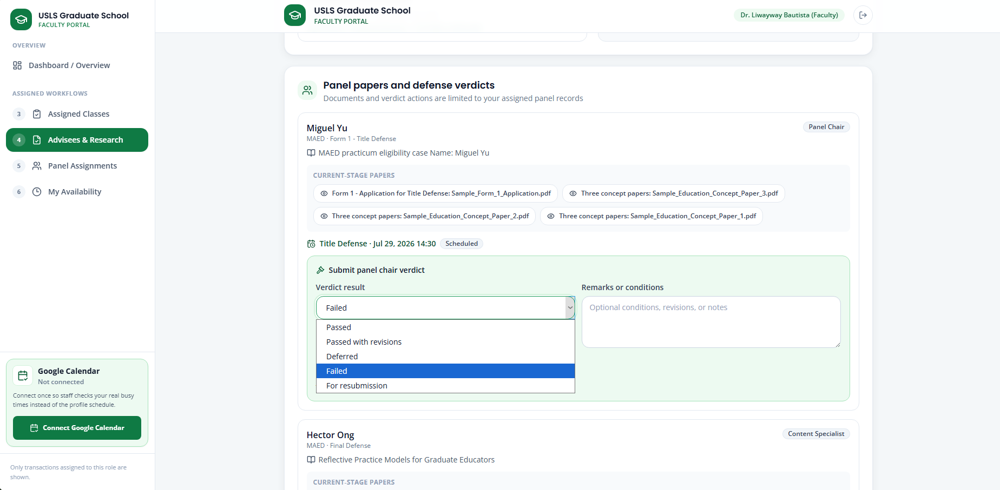 USLS Graduate School
FACULTY PORTAL
OVERVIEW
Dashboard / Overview
ASSIGNED WORKFLOWS
3 Assigned Classes
4 Advisees & Research
5 Panel Assignments
6 My Availability
Google Calendar
Not connected
Connect once so staff checks your real busy
times instead of the profile schedule.
Connect Google Calendar
Only transactions assigned to this role are
shown.
USLS Graduate School
FACULTY PORTAL
Dr. Liwayway Bautista (Faculty)
Panel papers and defense verdicts
Documents and verdict actions are limited to your assigned panel records
Miguel Yu
Panel Chair
MAED · Form 1 - Title Defense
MAED practicum eligibility case Name: Miguel Yu
CURRENT-STAGE PAPERS
Form 1 - Application for Title Defense: Sample_Form_1_Application.pdf
Three concept papers: Sample_Education_Concept_Paper_3.pdf
Three concept papers: Sample_Education_Concept_Paper_2.pdf
Three concept papers: Sample_Education_Concept_Paper_1.pdf
Title Defense · Jul 29, 2026 14:30 Scheduled
Submit panel chair verdict
Verdict result
Failed
Passed
Passed with revisions
Deferred
Failed
For resubmission
Remarks or conditions
Optional conditions, revisions, or notes
Hector Ong
Content Specialist
MAED · Final Defense
Reflective Practice Models for Graduate Educators
CURRENT-STAGE PAPERS